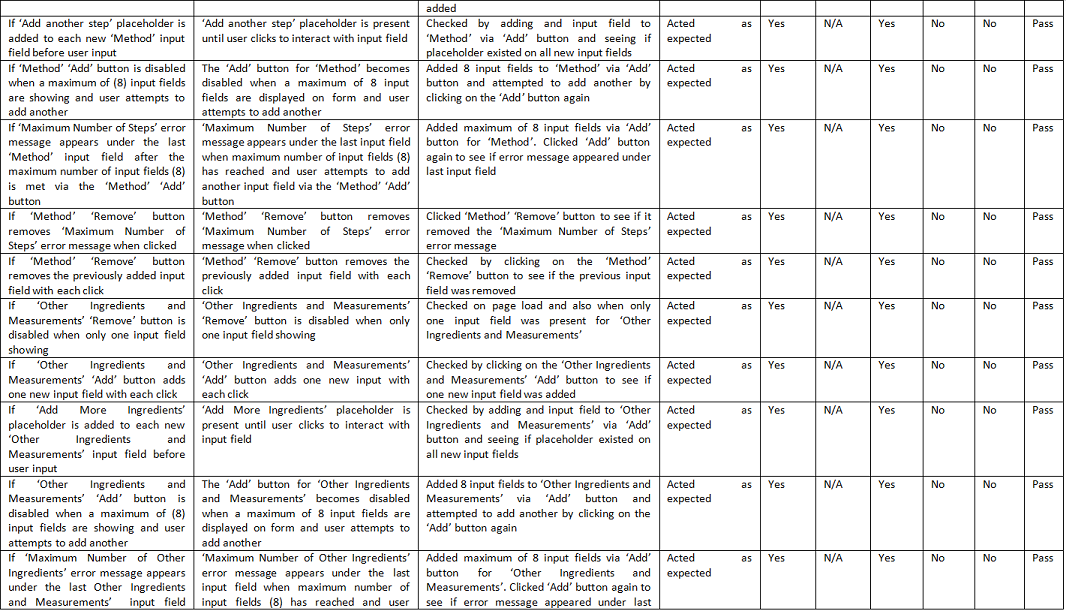 added
If ‘Add another step’ placeholder is
added to each new ‘Method’ input
field before user input
‘Add another step’ placeholder is present
until user clicks to interact with input field
Checked by adding and input field to
‘Method’ via ‘Add’ button and seeing if
placeholder existed on all new input fields
Acted as
expected
Yes
N/A
Yes
No
No
Pass
If ‘Method’ ‘Add’ button is disabled
when a maximum of (8) input fields
are showing and user attempts to
add another
The ‘Add’ button for ‘Method’ becomes
disabled when a maximum of 8 input
fields are displayed on form and user
attempts to add another
Added 8 input fields to ‘Method’ via ‘Add’
button and attempted to add another by
clicking on the ‘Add’ button again
Acted as
expected
Yes
N/A
Yes
No
No
Pass
If ‘Maximum Number of Steps’ error
message appears under the last
‘Method’ input field after the
maximum number of input fields (8)
is met via the ‘Method’ ‘Add’
button
‘Maximum Number of Steps’ error
message appears under the last input field
when maximum number of input fields (8)
has reached and user attempts to add
another input field via the ‘Method’ ‘Add’
button
Added maximum of 8 input fields via ‘Add’
button for ‘Method’. Clicked ‘Add’ button
again to see if error message appeared under
last input field
Acted as
expected
Yes
N/A
Yes
No
No
Pass
If ‘Method’ ‘Remove’ button
removes ‘Maximum Number of
Steps’ error message when clicked
‘Method’ ‘Remove’ button removes
‘Maximum Number of Steps’ error
message when clicked
Clicked ‘Method’ ‘Remove’ button to see if it
removed the ‘Maximum Number of Steps’
error message
Acted as
expected
Yes
N/A
Yes
No
No
Pass
If ‘Method’ ‘Remove’ button
removes the previously added input
field with each click
‘Method’ ‘Remove’ button removes the
previously added input field with each
click
Checked by clicking on the ‘Method’
‘Remove’ button to see if the previous input
field was removed
Acted as
expected
Yes
N/A
Yes
No
No
Pass
If ‘Other Ingredients and
Measurements’ ‘Remove’ button is
disabled when only one input field
showing
‘Other Ingredients and Measurements’
‘Remove’ button is disabled when only
one input field showing
Checked on page load and also when only
one input field was present for ‘Other
Ingredients and Measurements’
Acted as
expected
Yes
N/A
Yes
No
No
Pass
If ‘Other Ingredients and
Measurements’ ‘Add’ button adds
one new input field with each click
‘Other Ingredients and Measurements’
‘Add’ button adds one new input with
each click
Checked by clicking on the ‘Other Ingredients
and Measurements’ ‘Add’ button to see if
one new input field was added
Acted as
expected
Yes
N/A
Yes
No
No
Pass
If ‘Add More Ingredients’
placeholder is added to each new
‘Other Ingredients and
Measurements’ input field before
user input
‘Add More Ingredients’ placeholder is
present until user clicks to interact with
input field
Checked by adding and input field to ‘Other
Ingredients and Measurements’ via ‘Add’
button and seeing if placeholder existed on
all new input fields
Acted as
expected
Yes
N/A
Yes
No
No
Pass
If ‘Other Ingredients and
Measurements’ ‘Add’ button is
disabled when a maximum of (8)
input fields are showing and user
attempts to add another
The ‘Add’ button for ‘Other Ingredients
and Measurements’ becomes disabled
when a maximum of 8 input fields are
displayed on form and user attempts to
add another
Added 8 input fields to ‘Other Ingredients and
Measurements’ via ‘Add’ button and
attempted to add another by clicking on the
‘Add’ button again
Acted as
expected
Yes
N/A
Yes
No
No
Pass
If ‘Maximum Number of Other
Ingredients’ error message appears
under the last Other Ingredients
and Measurements’ input field
‘Maximum Number of Other Ingredients’
error message appears under the last
input field when maximum number of
input fields (8) has reached and user
Added maximum of 8 input fields via ‘Add’
button for ‘Other Ingredients and
Measurements’. Clicked ‘Add’ button again to
see if error message appeared under last
Acted as
expected
Yes
N/A
Yes
No
No
Pass